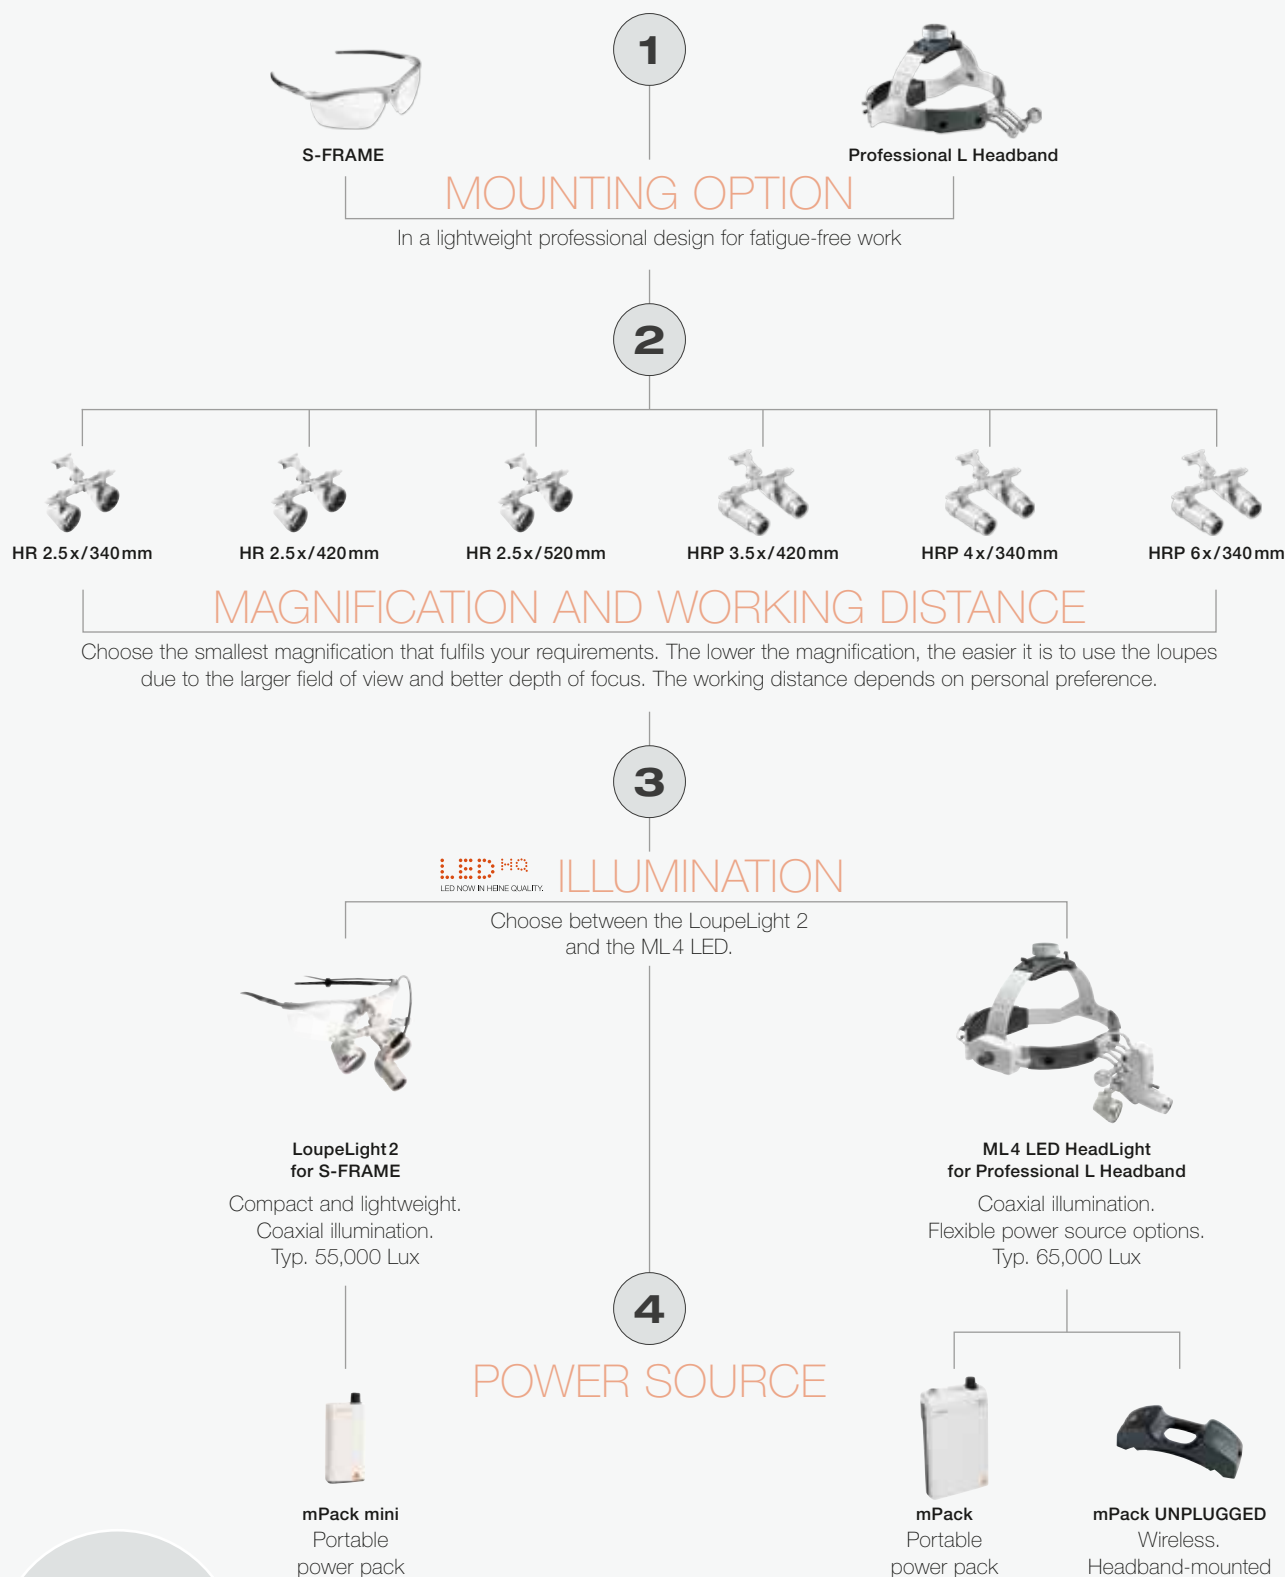 1
S-FRAME
Professional L Headband
MOUNTING OPTION
In a lightweight professional design for fatigue-free work
2
HR 2.5x/340mm
HR 2.5x/420mm
HR 2.5x/520mm
HRP 3.5x/420mm
HRP 4x/340mm
HRP 6x/340mm
MAGNIFICATION AND WORKING DISTANCE
Choose the smallest magnification that fulfils your requirements. The lower the magnification, the easier it is to use the loupes
due to the larger field of view and better depth of focus. The working distance depends on personal preference.
3
LED HQ
LED NOW IN HEINE QUALITY.
ILLUMINATION
Choose between the LoupeLight 2
and the ML4 LED.
LoupeLight2
for S-FRAME
Compact and lightweight.
Coaxial illumination.
Typ. 55,000 Lux
ML4 LED HeadLight
for Professional L Headband
Coaxial illumination.
Flexible power source options.
Typ. 65,000 Lux
4
POWER SOURCE
mPack mini
Portable
power pack
mPack
Portable
power pack
mPack UNPLUGGED
Wireless.
Headband-mounted